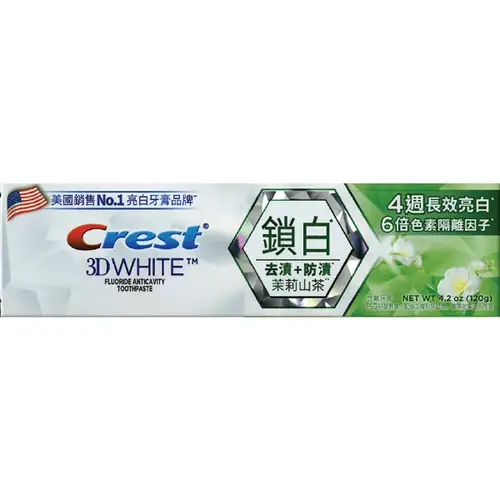 美國銷售No.1 亮白牙膏品牌**
Crest
3DWHITE™
FLUORIDE ANTICAVITY
TOOTHPASTE
鎖白*
去漬+防漬*
茉莉山茶**
4週長效亮白*
6倍色素隔離因子*
NET WT 4.2 oz (120g)